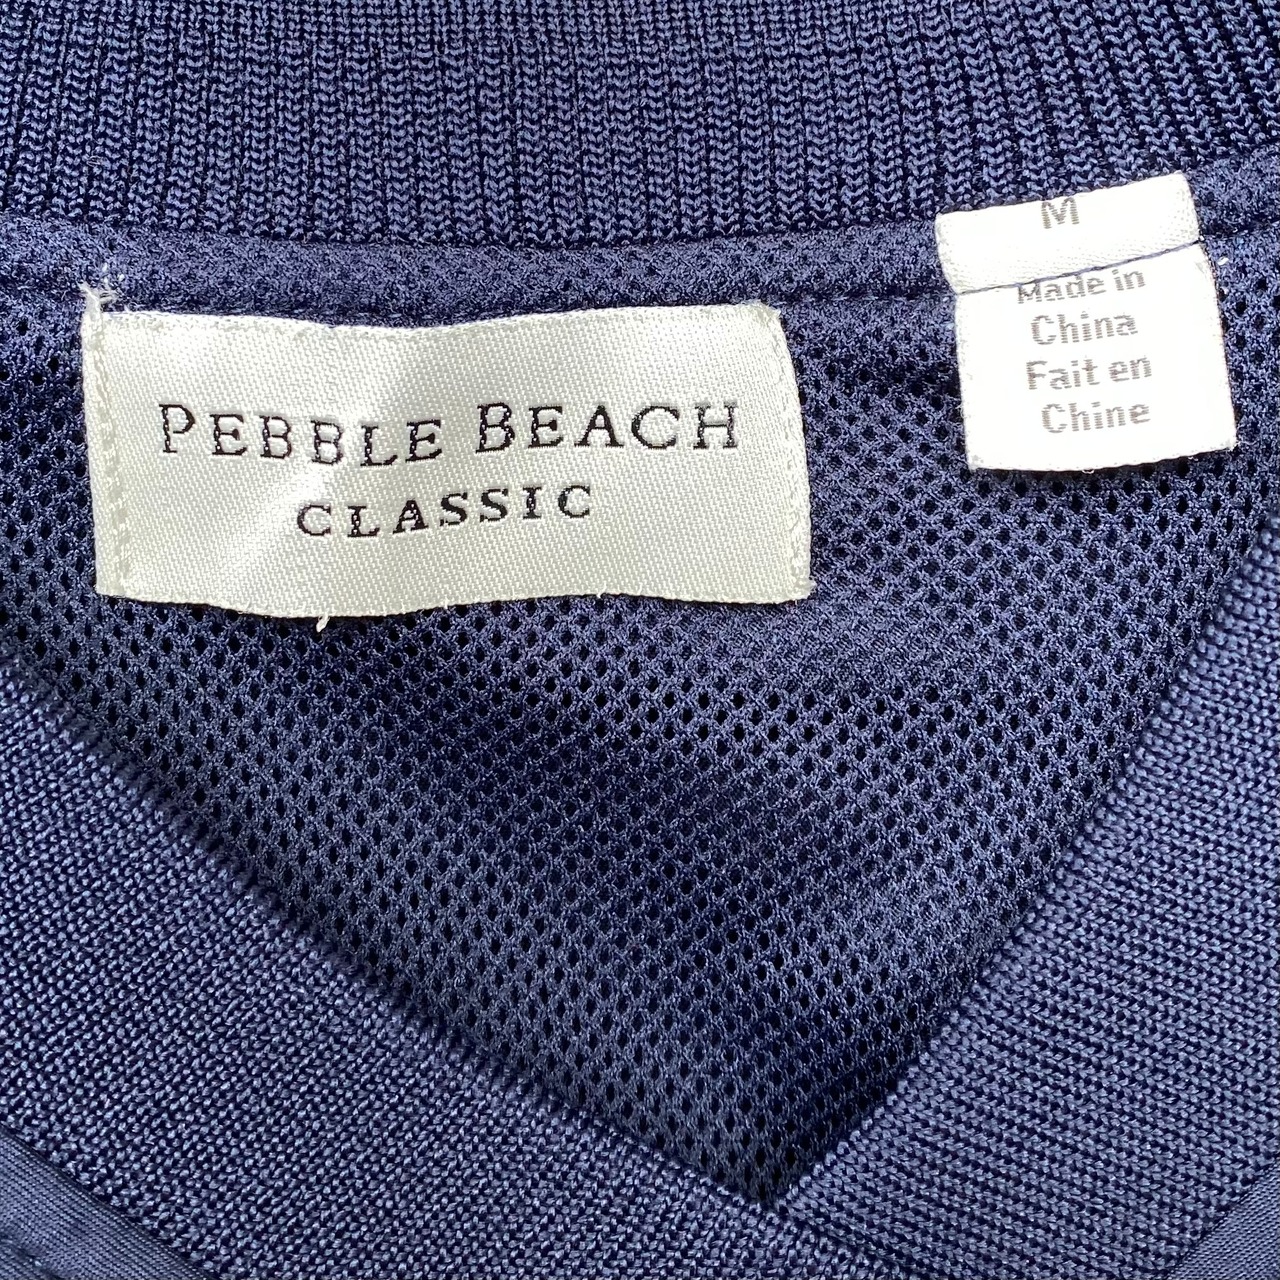 PEBBLE BEACH
CLASSIC
M
Made in
China
Fait en
Chine